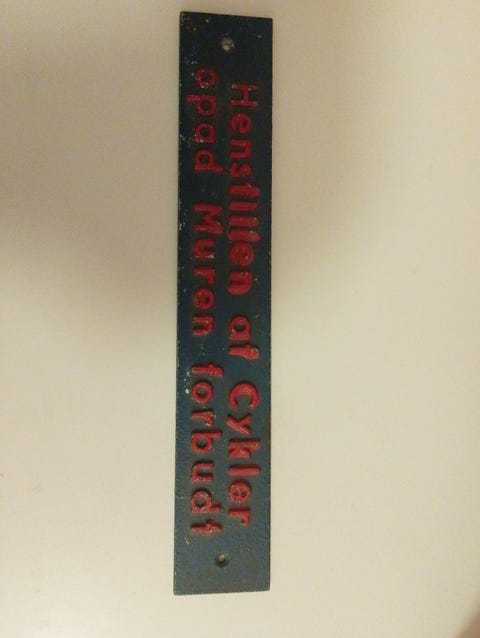 Henstillen af Cykler
opad Muren forbudt